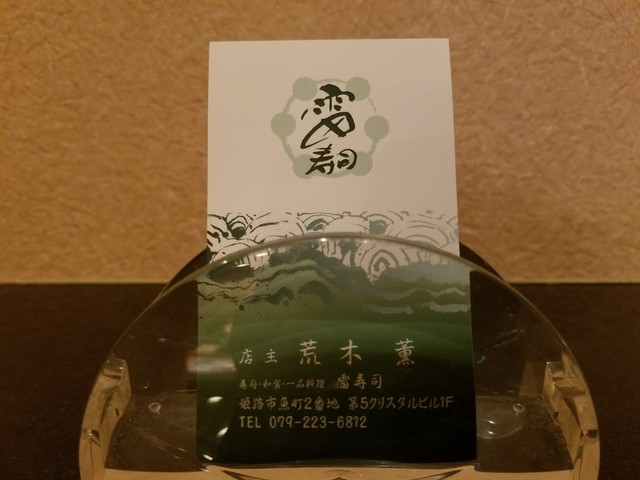 雷
寿司
店主 荒木 薫
寿司・和食・一品料理 雷寿司
姫路市魚町2番地 第5クリスタルビル1F
TEL 079-223-6812